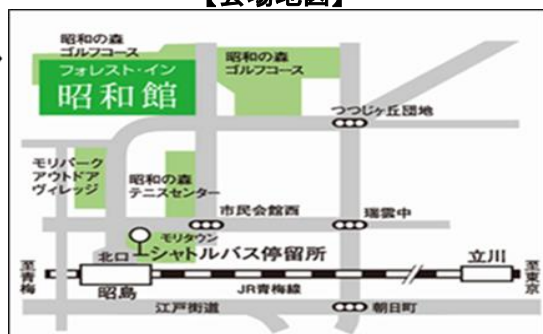 【会場地図】
昭和の森
ゴルフコース
昭和の森
ゴルフコース
フォレスト・イン
昭和館
つつじヶ丘団地
モリパーク
アウトドア
ヴィレッジ
昭和の森
テニスセンター
市民会館西
瑞雲中
モリタウン
北口
シャトルバス停留所
至青梅
昭島
JR青梅線
立川
至東京
江戸街道
朝日町